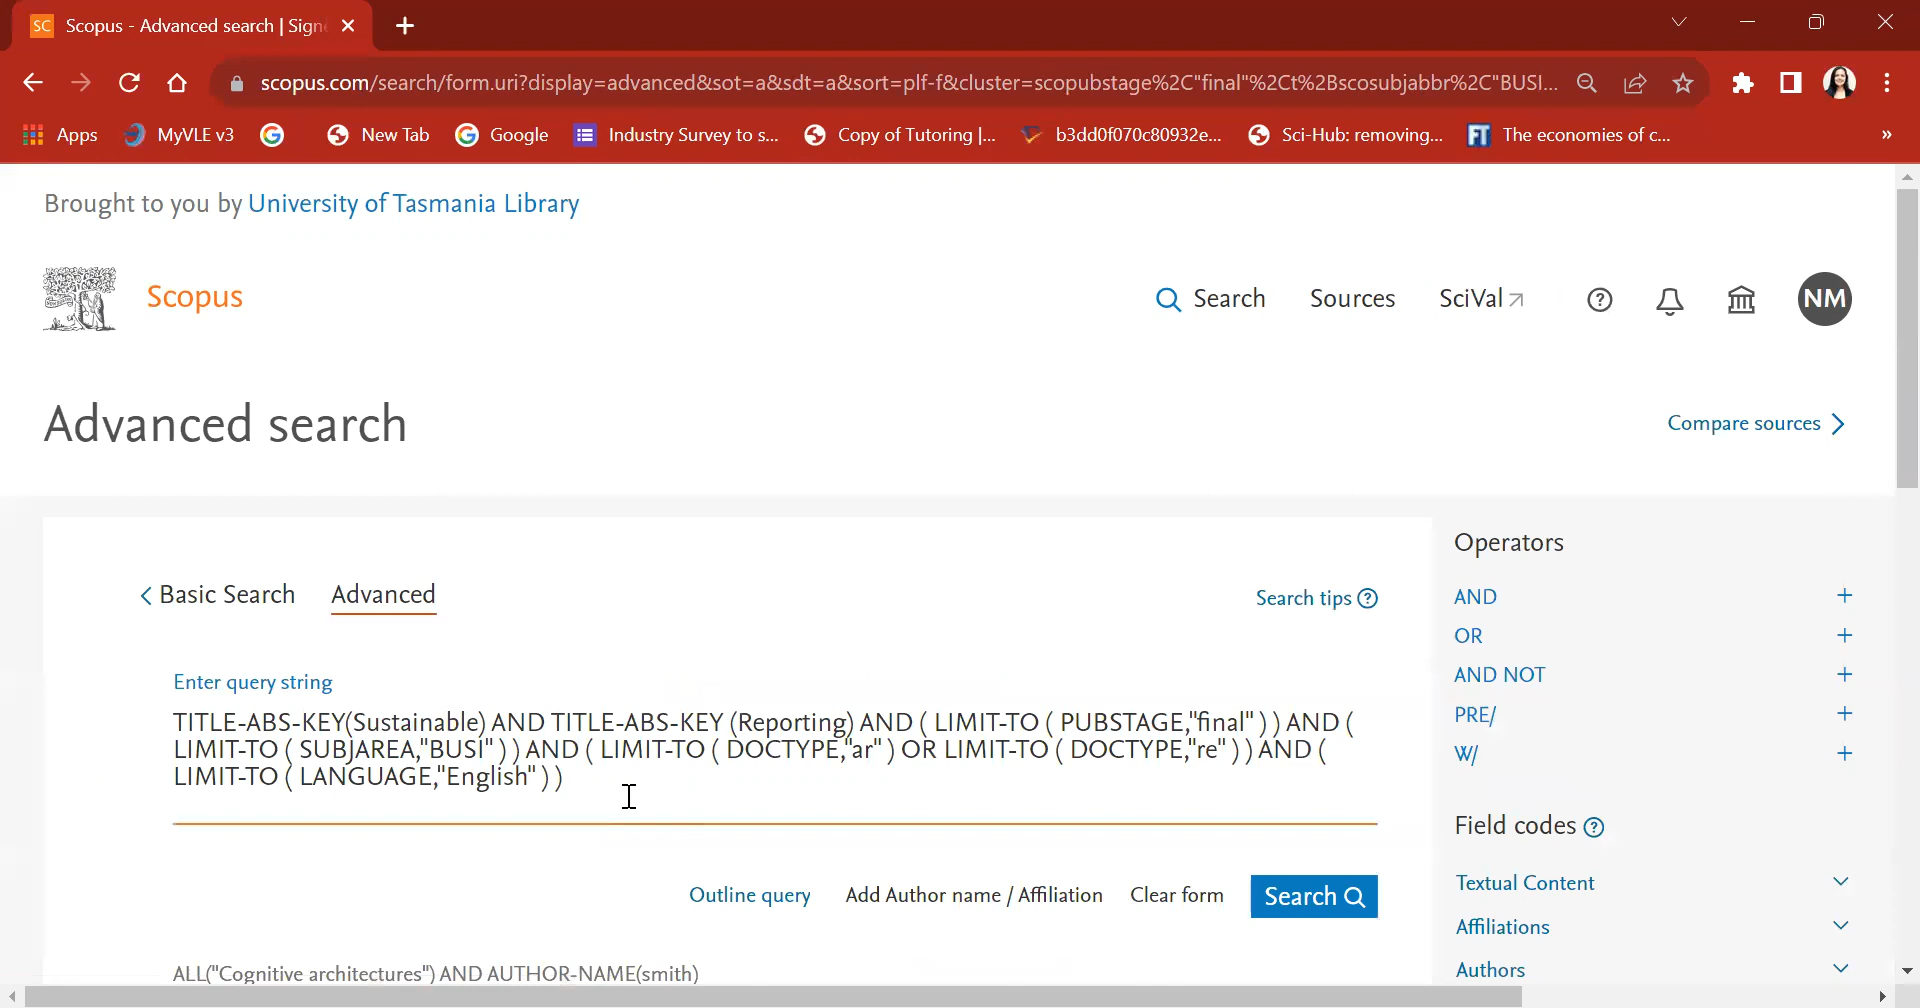 SC Scopus - Advanced search | Sign
scopus.com/search/form.uri?display=advanced&sot=a&sdt=a&sort=plf-f&cluster=scopubstage%2C"final"%2Ct%2Bscosubjabbr%2C"BUSI...
Apps MyVLE v3 New Tab Google Industry Survey to s... Copy of Tutoring |... b3dd0f070c80932e... Sci-Hub: removing,... FT The economies of c... »
Brought to you by University of Tasmania Library
Scopus Search Sources SciVal NM
Advanced search Compare sources
Basic Search Advanced Search tips
Enter query string
TITLE-ABS-KEY(Sustainable) AND TITLE-ABS-KEY (Reporting) AND ( LIMIT-TO ( PUBSTAGE,"final" ) ) AND (
LIMIT-TO ( SUBJAREA,"BUSI" ) ) AND ( LIMIT-TO ( DOCTYPE,"ar" ) OR LIMIT-TO ( DOCTYPE,"re" ) ) AND (
LIMIT-TO ( LANGUAGE,"English" ) )
Outline query Add Author name / Affiliation Clear form Search
ALL("Cognitive architectures") AND AUTHOR-NAME(smith)
Operators
AND +
OR +
AND NOT +
PRE/ +
W/ +
Field codes
Textual Content
Affiliations
Authors